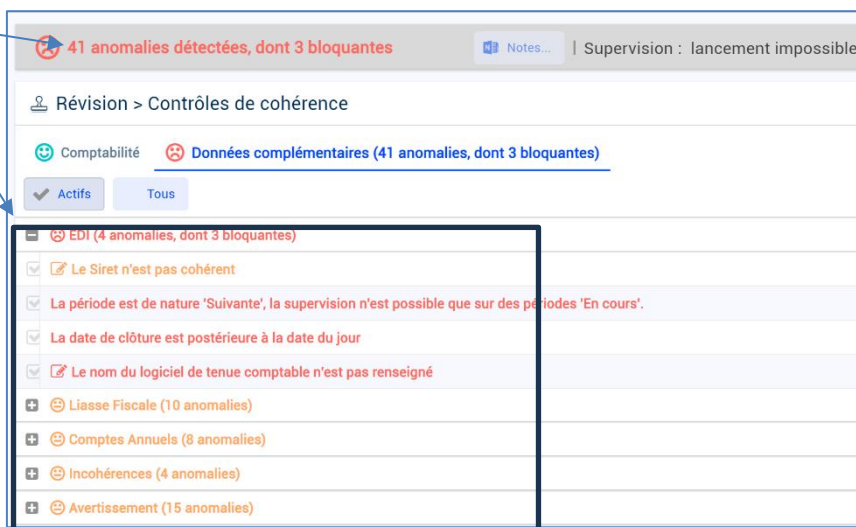 41 anomalies détectées, dont 3 bloquantes Notes... | Supervision : lancement impossible
Révision > Contrôles de cohérence
Comptabilité Données complémentaires (41 anomalies, dont 3 bloquantes)
Actifs Tous
EDI (4 anomalies, dont 3 bloquantes)
Le Siret n'est pas cohérent
La période est de nature 'Suivante', la supervision n'est possible que sur des périodes 'En cours'.
La date de clôture est postérieure à la date du jour
Le nom du logiciel de tenue comptable n'est pas renseigné
Liasse Fiscale (10 anomalies)
Comptes Annuels (8 anomalies)
Incohérences (4 anomalies)
Avertissement (15 anomalies)